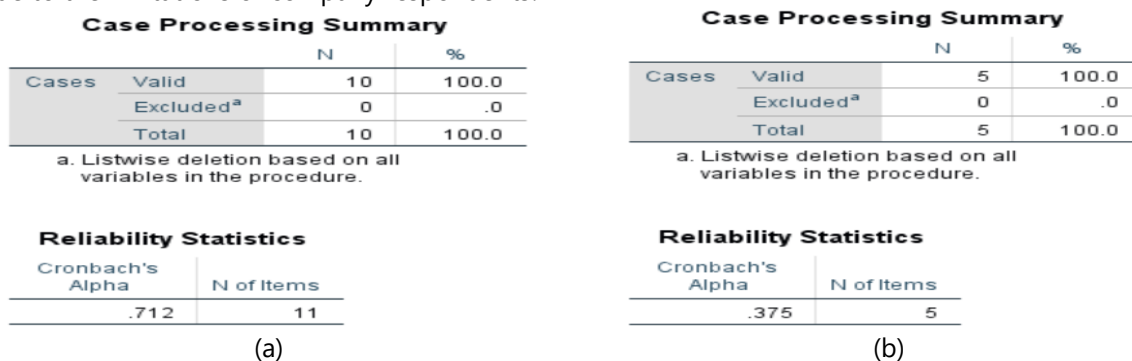 Case Processing Summary
N %
Cases Valid 10 100.0
Excludedᵃ 0 .0
Total 10 100.0
a. Listwise deletion based on all
variables in the procedure.
Reliability Statistics
Cronbach's
Alpha N of Items
.712 11
(a)
Case Processing Summary
N %
Cases Valid 5 100.0
Excludedᵃ 0 .0
Total 5 100.0
a. Listwise deletion based on all
variables in the procedure.
Reliability Statistics
Cronbach's
Alpha N of Items
.375 5
(b)